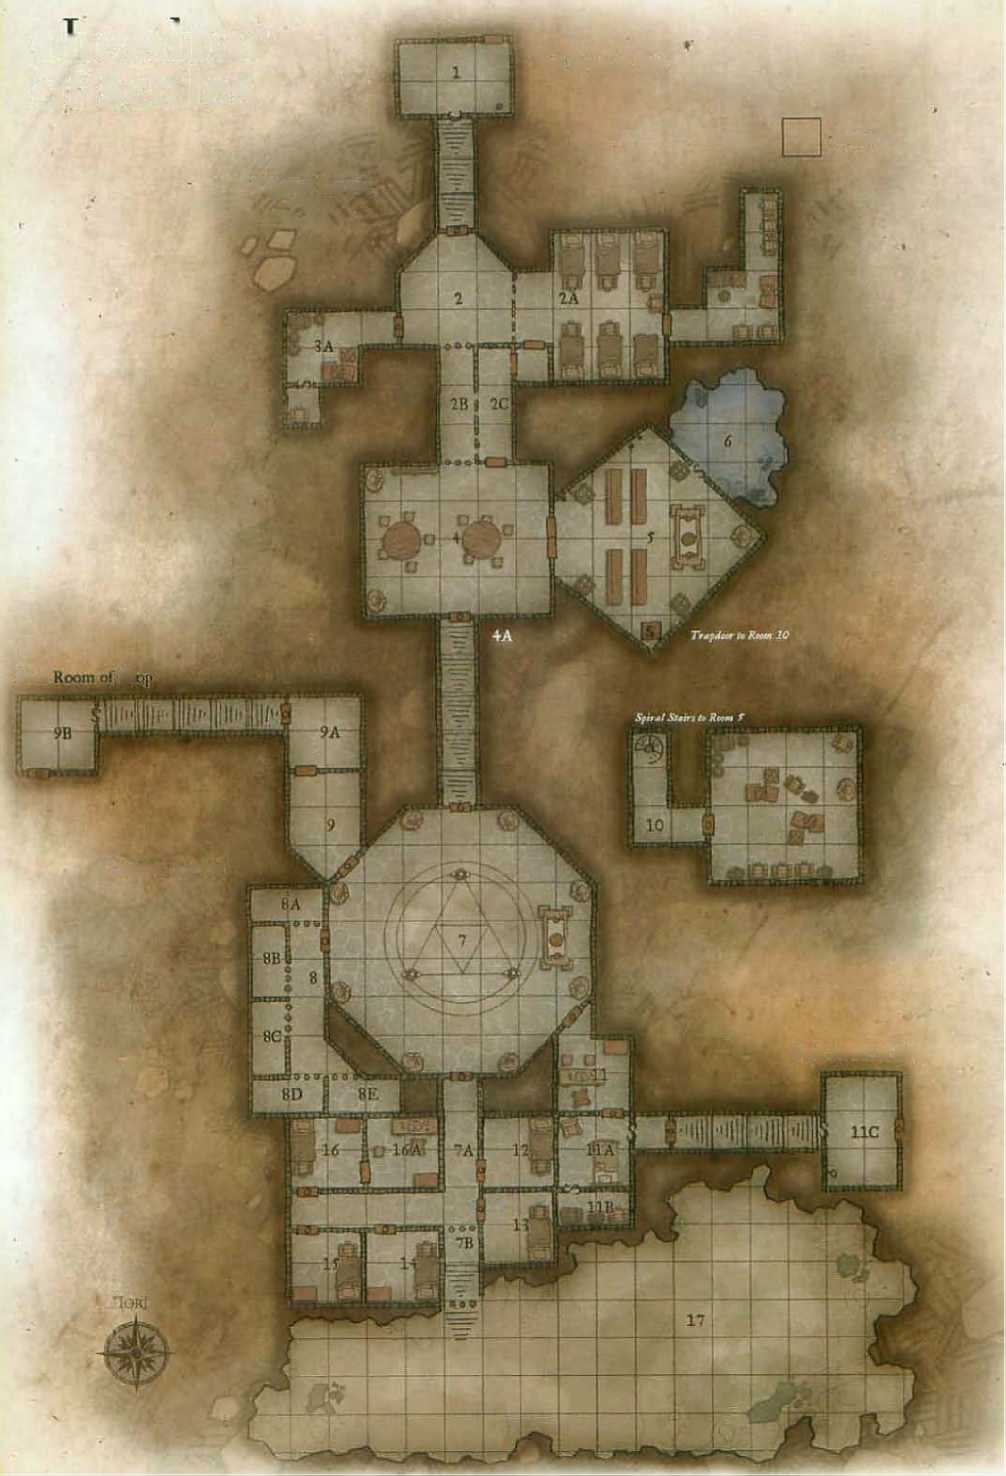 T
1
2
2A
3A
2B 2C
6
4
5
4A
S
Trapdoor to Room 10
Room of op
Spiral Stairs to Room 5
9B
9A
9
10
8A
7
8B
8
8C
8D
8E
11
11C
16
16A
7A
12
11A
11B
13
7B
15
14
17